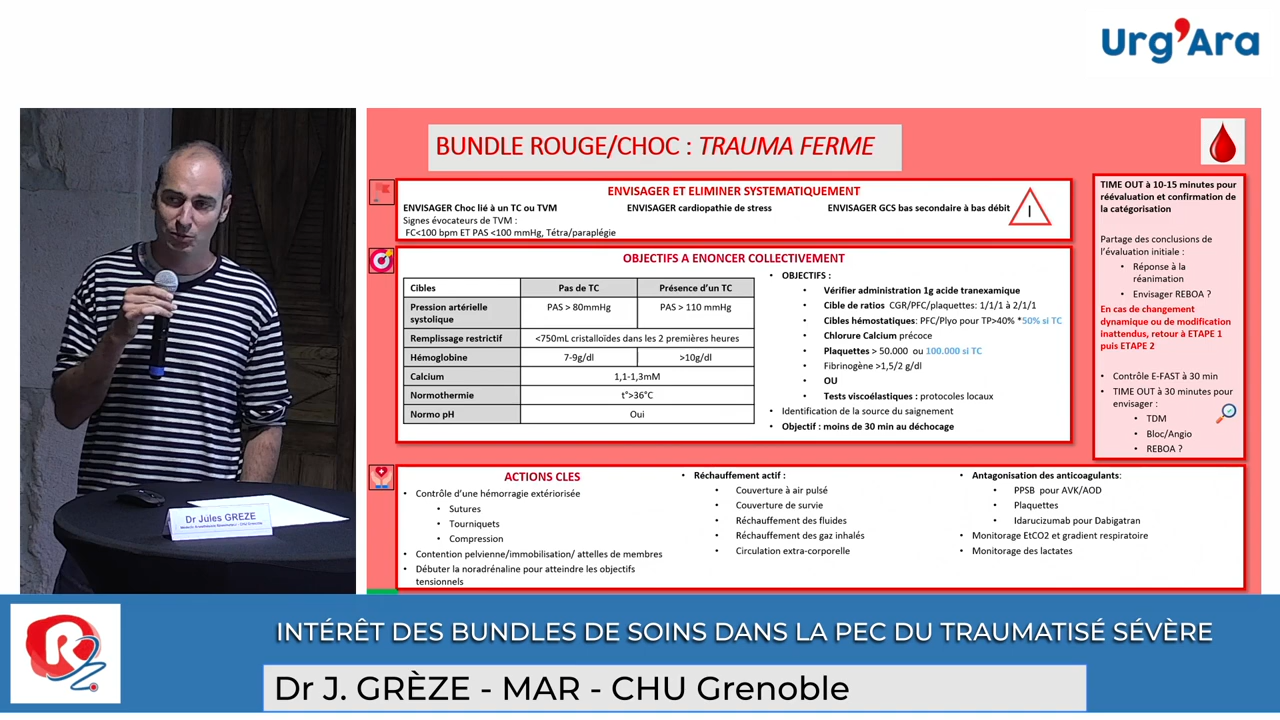 Urg'Ara
BUNDLE ROUGE/CHOC : TRAUMA FERME
ENVISAGER ET ELIMINER SYSTEMATIQUEMENT
ENVISAGER Choc lié à un TC ou TVM
ENVISAGER cardiopathie de stress
ENVISAGER GCS bas secondaire à bas débit
Signes évocateurs de TVM :
FC<100 bpm ET PAS <100 mmHg, Tétra/paraplégie
OBJECTIFS A ENONCER COLLECTIVEMENT
Cibles Pas de TC Présence d'un TC
Pression artérielle systolique PAS > 80mmHg PAS > 110 mmHg
Remplissage restrictif <750mL cristalloïdes dans les 2 premières heures
Hémoglobine 7-9g/dl >10g/dl
Calcium 1,1-1,3mM
Normothermie t°>36°C
Normo pH Oui
• OBJECTIFS :
• Vérifier administration 1g acide tranexamique
• Cible de ratios CGR/PFC/plaquettes: 1/1/1 à 2/1/1
• Cibles hémostatiques: PFC/Plyo pour TP>40% *50% si TC
• Chlorure Calcium précoce
• Plaquettes > 50.000 ou 100.000 si TC
• Fibrinogène >1,5/2 g/dl
• OU
• Tests viscoélastiques : protocoles locaux
• Identification de la source du saignement
• Objectif : moins de 30 min au déchocage
TIME OUT à 10-15 minutes pour
réévaluation et confirmation de
la catégorisation
Partage des conclusions de
l'évaluation initiale :
• Réponse à la
réanimation
• Envisager REBOA ?
En cas de changement
dynamique ou de modification
inattendus, retour à ETAPE 1
puis ETAPE 2
• Contrôle E-FAST à 30 min
• TIME OUT à 30 minutes pour
envisager :
• TDM
• Bloc/Angio
• REBOA ?
ACTIONS CLES
• Contrôle d'une hémorragie extériorisée
• Sutures
• Tourniquets
• Compression
• Contention pelvienne/immobilisation/ attelles de membres
• Débuter la noradrénaline pour atteindre les objectifs
tensionnels
• Réchauffement actif :
• Couverture à air pulsé
• Couverture de survie
• Réchauffement des fluides
• Réchauffement des gaz inhalés
• Circulation extra-corporelle
• Antagonisation des anticoagulants:
• PPSB pour AVK/AOD
• Plaquettes
• Idarucizumab pour Dabigatran
• Monitorage EtCO2 et gradient respiratoire
• Monitorage des lactates
Dr Jules GREZE
R
INTÉRÊT DES BUNDLES DE SOINS DANS LA PEC DU TRAUMATISÉ SÉVÈRE
Dr J. GRÈZE - MAR - CHU Grenoble